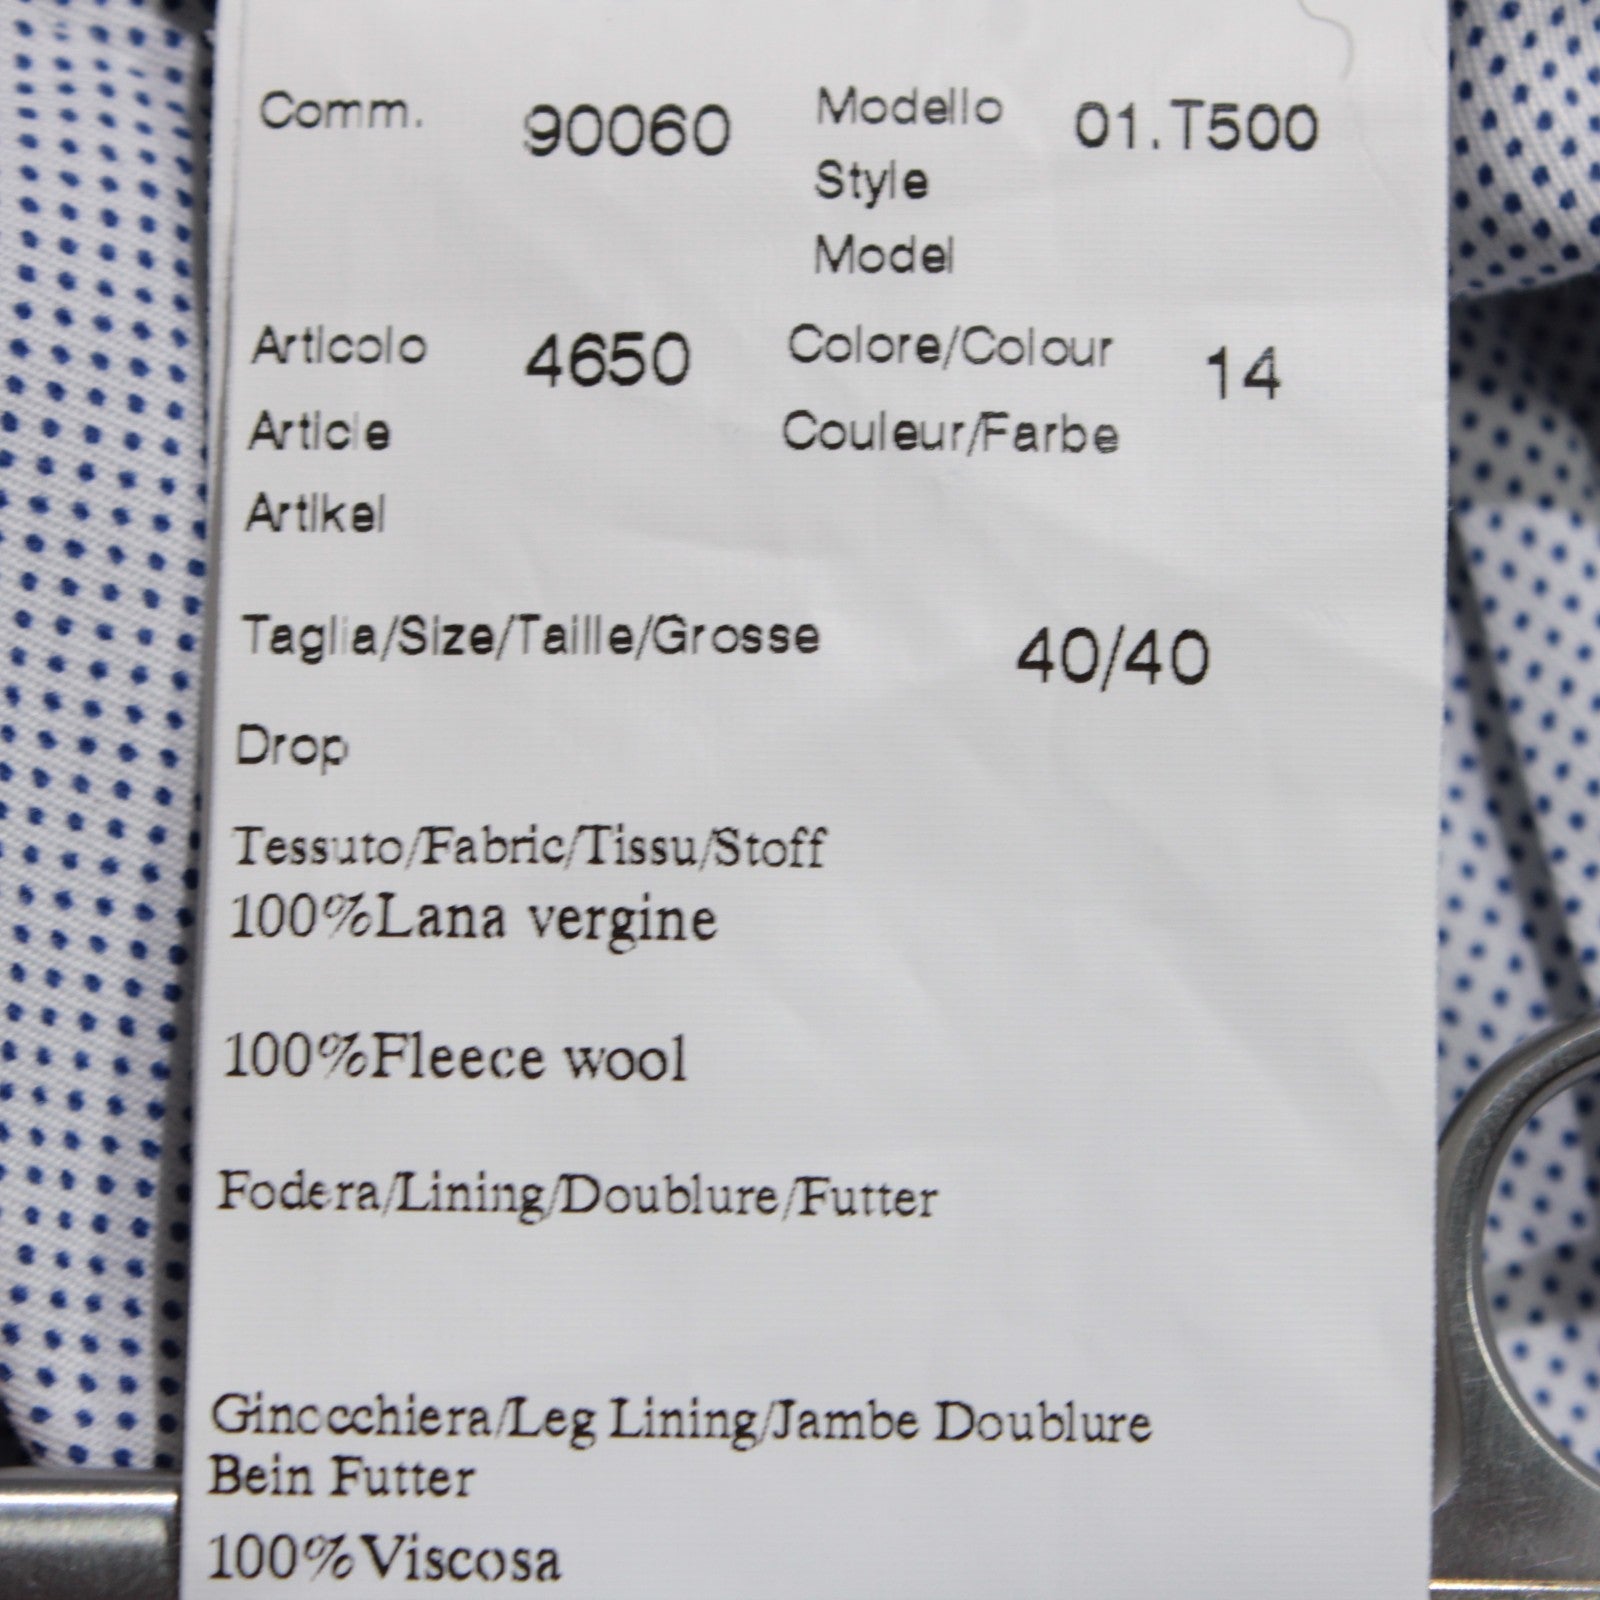 Comm. 90060 Modello 01.T500
Style
Model
Articolo 4650 Colore/Colour 14
Article Couleur/Farbe
Artikel
Taglia/Size/Taille/Grosse 40/40
Drop
Tessuto/Fabric/Tissu/Stoff
100%Lana vergine
100%Fleece wool
Fodera/Lining/Doublure/Futter
Ginocchiera/Leg Lining/Jambe Doublure
Bein Futter
100%Viscosa